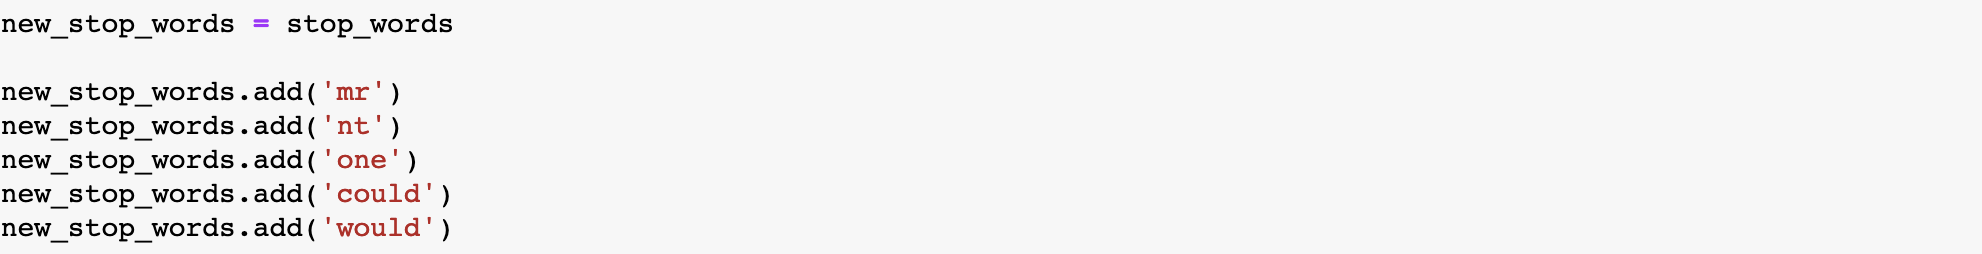 new_stop_words = stop_words
new_stop_words.add('mr')
new_stop_words.add('nt')
new_stop_words.add('one')
new_stop_words.add('could')
new_stop_words.add('would')